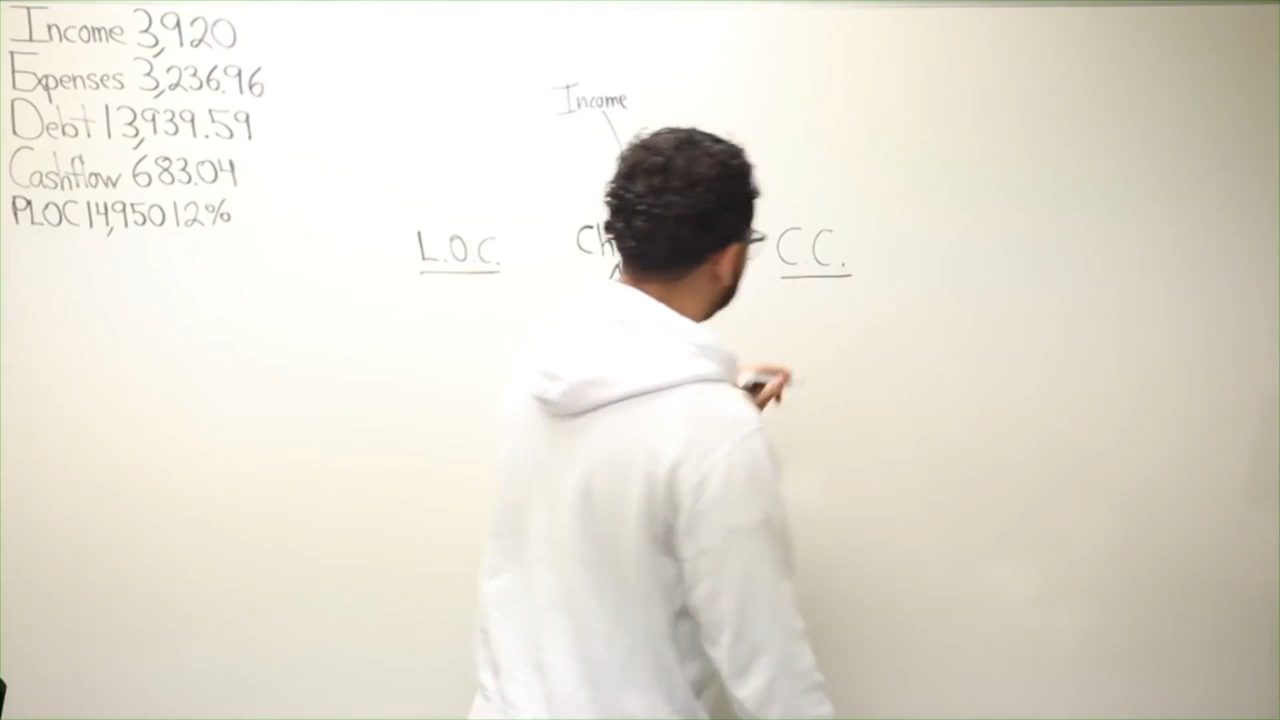 Income 3,920
Expenses 3,236.96
Debt 13,939.59
Cashflow 683.04
PLOC 14,950 12%
Income
L.O.C.
C.C.